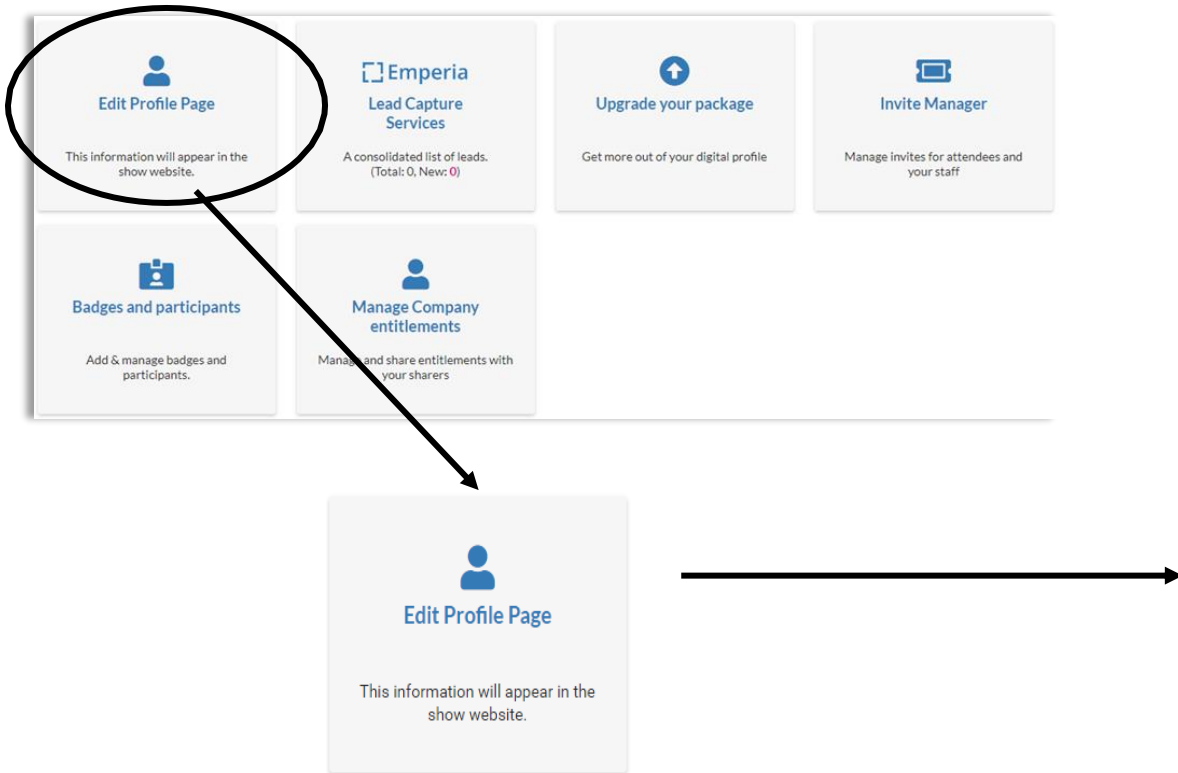 Edit Profile Page
This information will appear in the
show website.
Emperia
Lead Capture
Services
A consolidated list of leads.
(Total: 0, New: 0)
Upgrade your package
Get more out of your digital profile
Invite Manager
Manage invites for attendees and
your staff
Badges and participants
Add & manage badges and
participants.
Manage Company
entitlements
Manage and share entitlements with
your sharers
Edit Profile Page
This information will appear in the
show website.